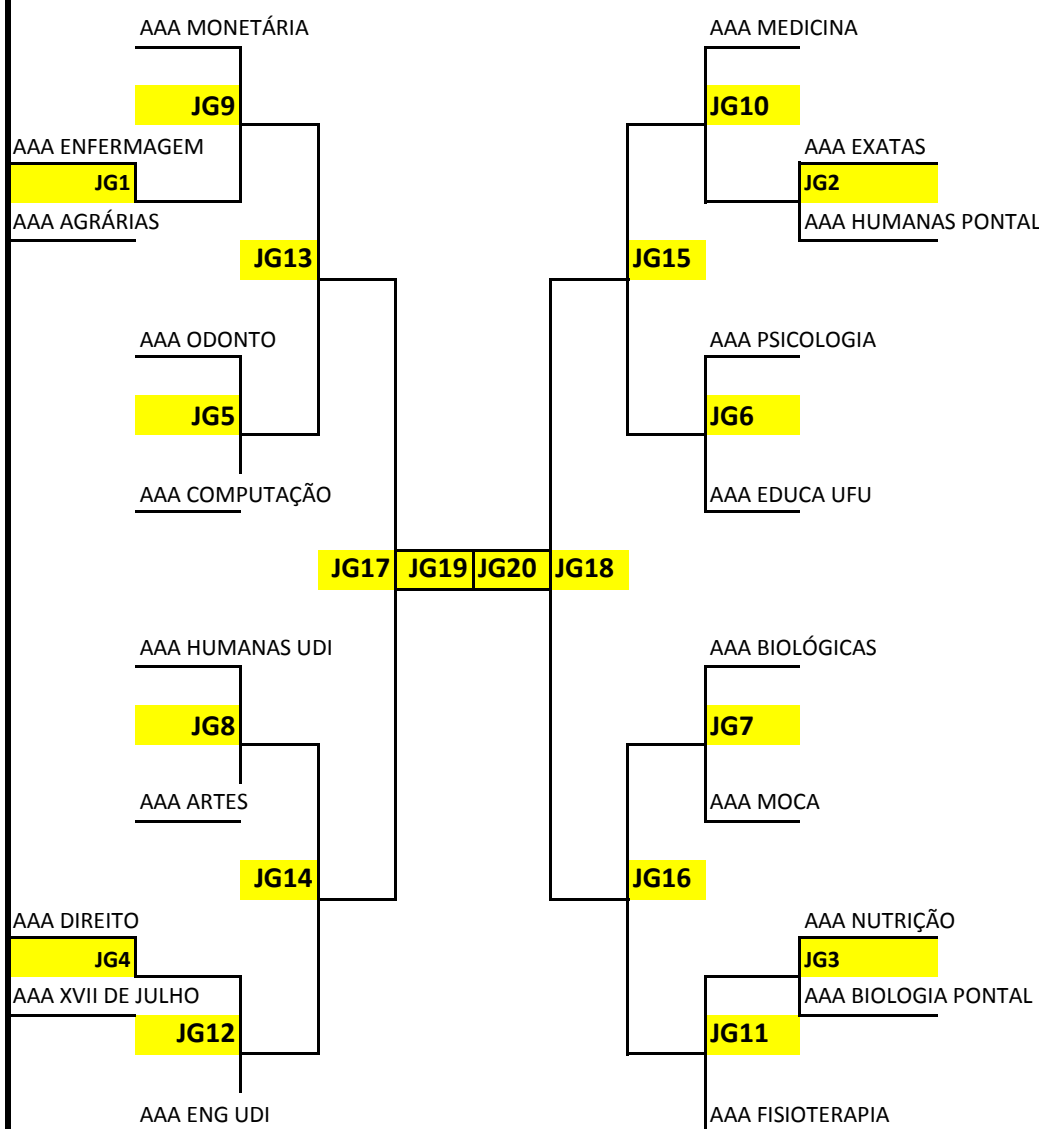 AAA MONETÁRIA
AAA MEDICINA
JG9
JG10
AAA ENFERMAGEM
AAA EXATAS
JG1
JG2
AAA AGRÁRIAS
AAA HUMANAS PONTAL
JG13
JG15
AAA ODONTO
AAA PSICOLOGIA
JG5
JG6
AAA COMPUTAÇÃO
AAA EDUCA UFU
JG17 JG19 JG20 JG18
AAA HUMANAS UDI
AAA BIOLÓGICAS
JG8
JG7
AAA ARTES
AAA MOCA
JG14
JG16
AAA DIREITO
AAA NUTRIÇÃO
JG4
JG3
AAA XVII DE JULHO
AAA BIOLOGIA PONTAL
JG12
JG11
AAA ENG UDI
AAA FISIOTERAPIA